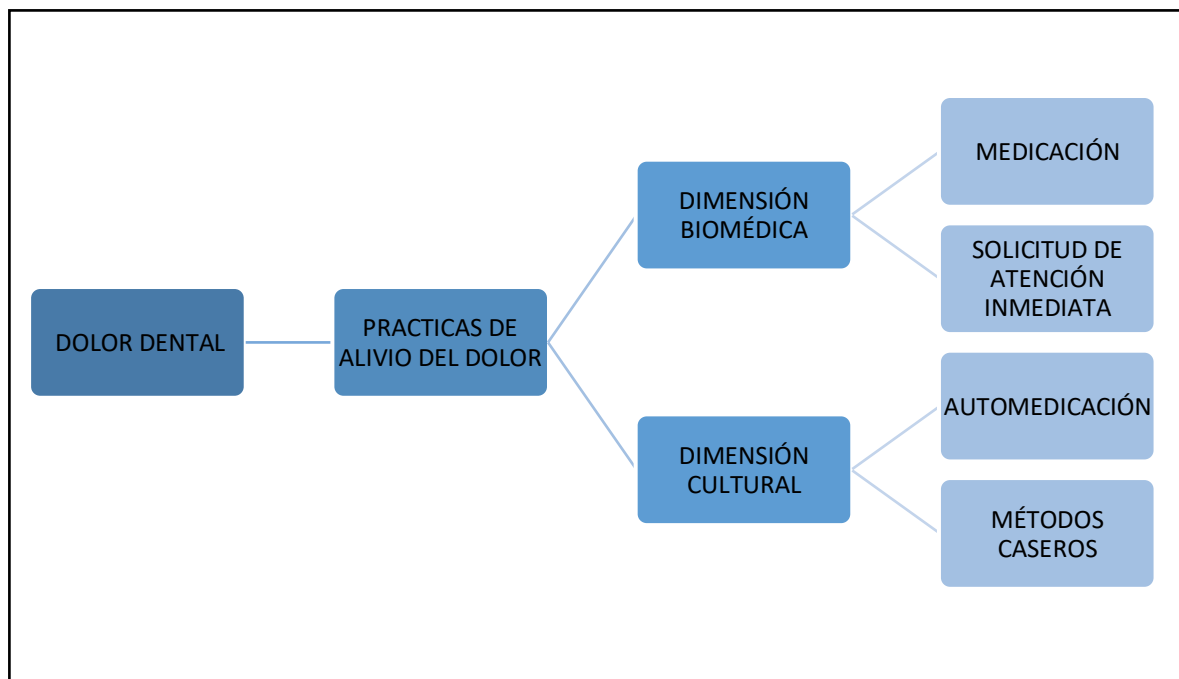 DOLOR DENTAL
PRACTICAS DE
ALIVIO DEL DOLOR
DIMENSIÓN
BIOMÉDICA
MEDICACIÓN
SOLICITUD DE
ATENCIÓN
INMEDIATA
DIMENSIÓN
CULTURAL
AUTOMEDICACIÓN
MÉTODOS
CASEROS